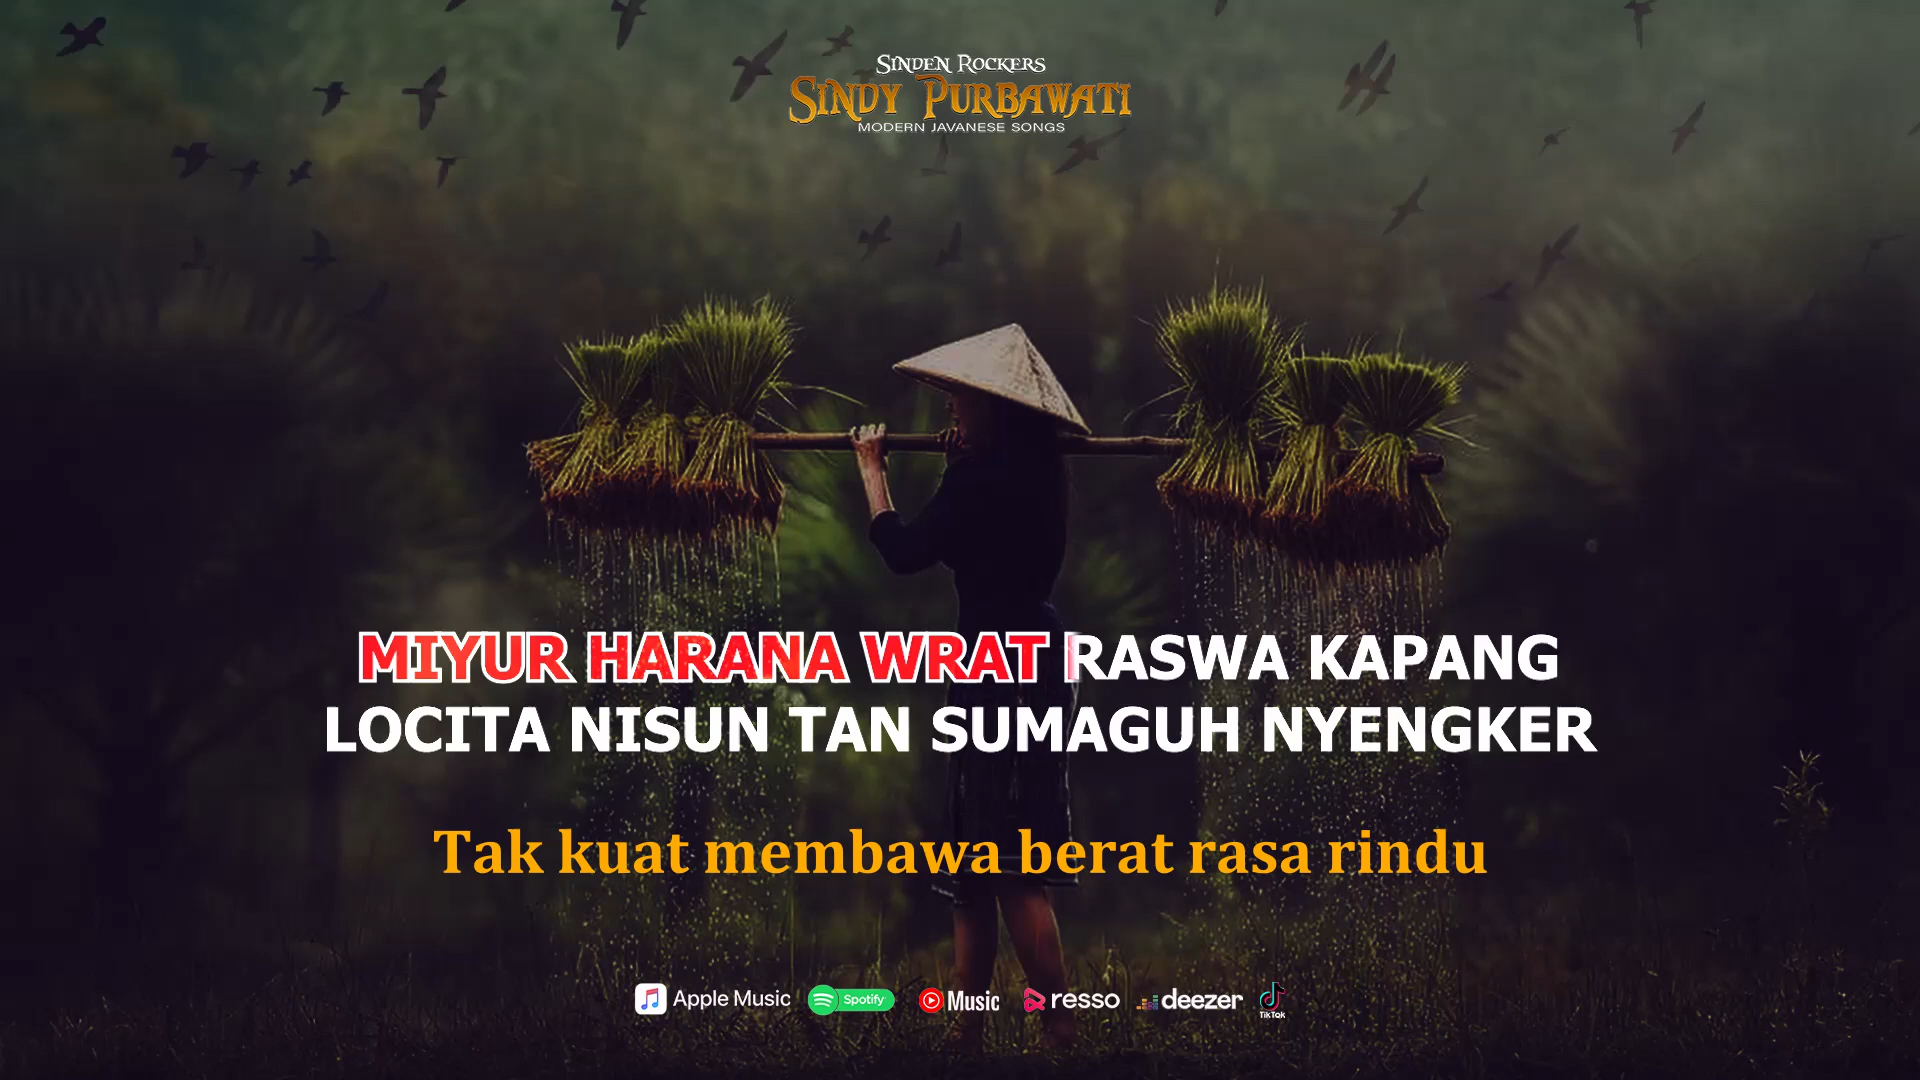 SINDEN ROCKERS
SINDY PURBAWATI
MODERN JAVANESE SONGS
MIYUR HARANA WRAT RASWA KAPANG
LOCITA NISUN TAN SUMAGUH NYENGKER
Tak kuat membawa berat rasa rindu
Apple Music Spotify Music resso deezer TikTok